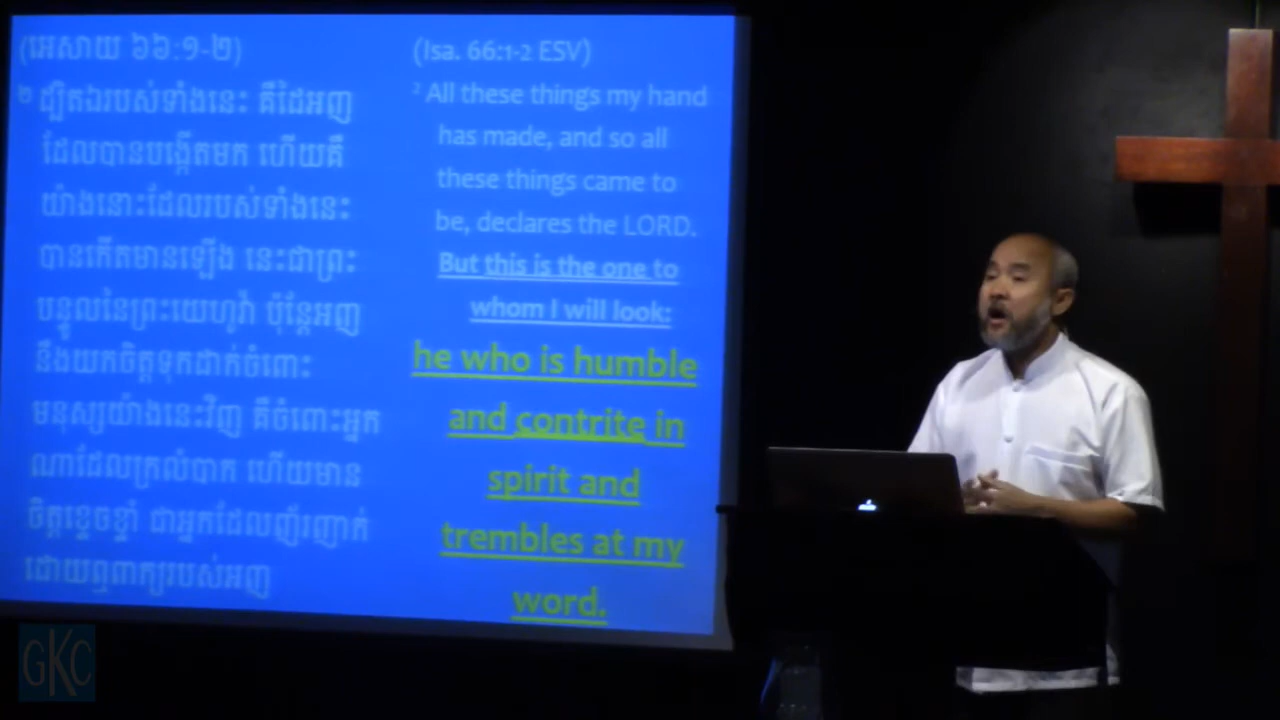 (អេសាយ ៦៦:១-២)
២ ដ្បិតឯរបស់ទាំងនេះ គឺដៃអញ
ដែលបានបង្កើតមក ហើយគឺ
យ៉ាងនោះដែលរបស់ទាំងនេះ
បានកើតមានឡើង នេះជាព្រះ
បន្ទូលនៃព្រះយេហូវ៉ា ប៉ុន្តែអញ
នឹងយកចិត្តទុកដាក់ចំពោះ
មនុស្សយ៉ាងនេះវិញ គឺចំពោះអ្នក
ណាដែលក្រលំបាក ហើយមាន
ចិត្តខ្ទេចខ្ទាំ ជាអ្នកដែលញ័ររញាក់
ដោយឮពាក្យរបស់អញ
(Isa. 66:1-2 ESV)
² All these things my hand
has made, and so all
these things came to
be, declares the LORD.
But this is the one to
whom I will look:
he who is humble
and contrite in
spirit and
trembles at my
word.
GKC